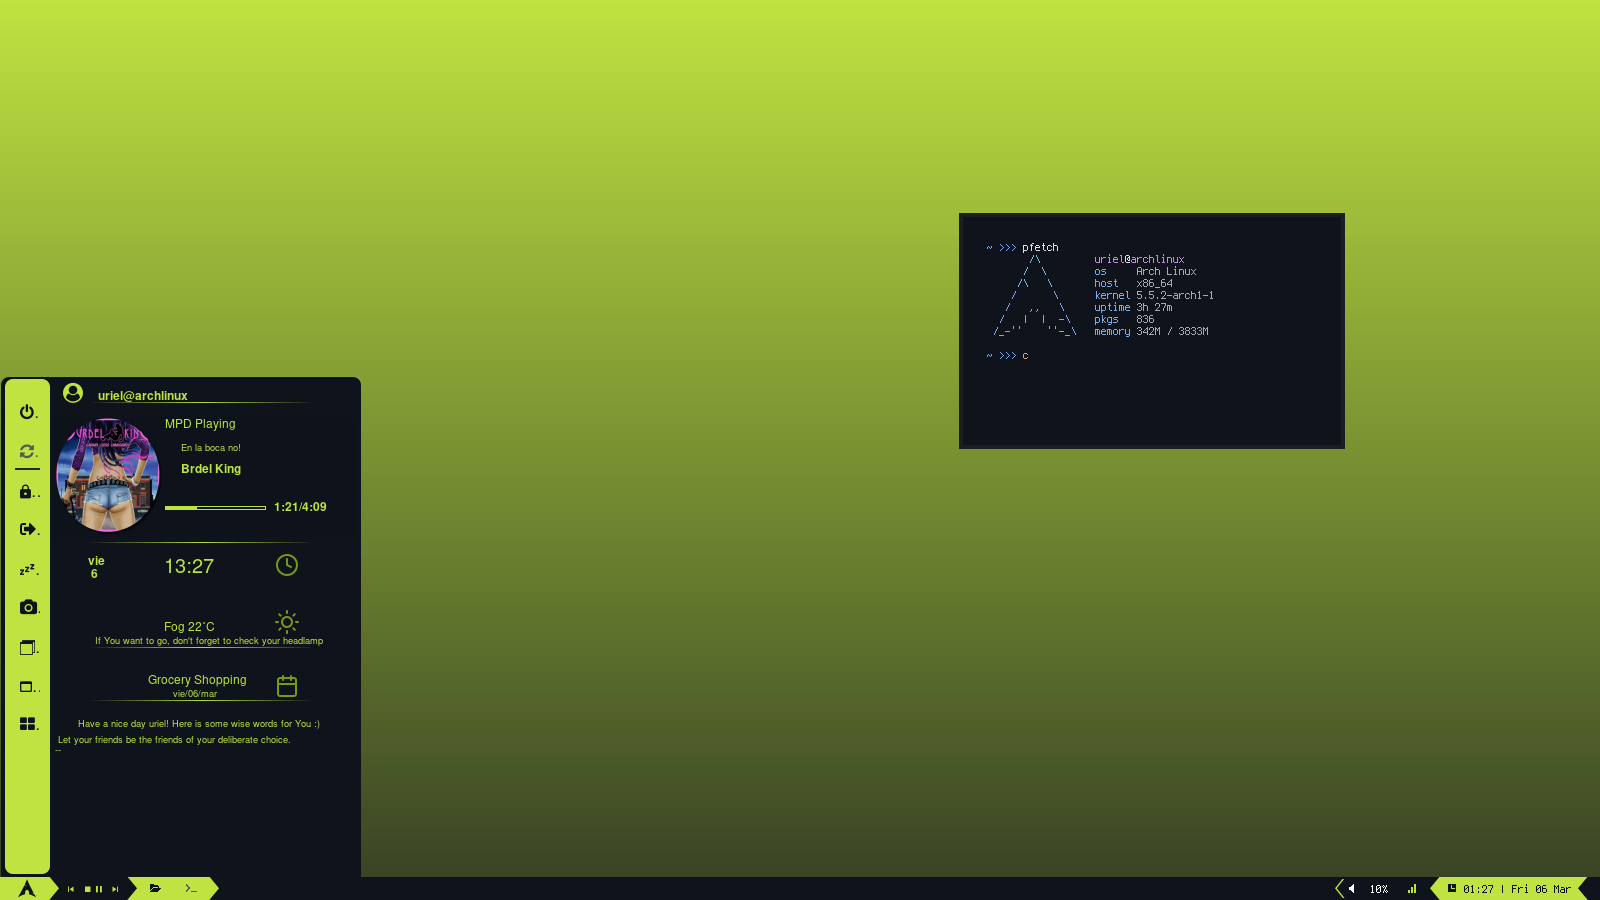 ~ >>> pfetch
uriel@archlinux
os Arch Linux
host x86_64
kernel 5.5.2-arch1-1
uptime 3h 27m
pkgs 836
memory 342M / 3833M
~ >>> c
uriel@archlinux
MPD Playing
En la boca no!
Brdel King
1:21/4:09
vie
6
13:27
Fog 22°C
If You want to go, don't forget to check your headlamp
Grocery Shopping
vie/06/mar
Have a nice day uriel! Here is some wise words for You :)
Let your friends be the friends of your deliberate choice.
--
10%
01:27 | Fri 06 Mar